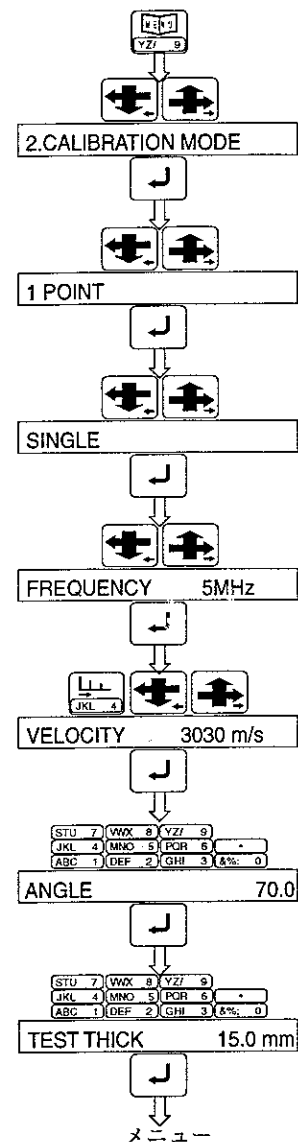 MENU
YZ/ 9
2.CALIBRATION MODE
1 POINT
SINGLE
FREQUENCY 5MHz
JKL 4
VELOCITY 3030 m/s
STU 7 VWX 8 YZ/ 9
JKL 4 MNO 5 PQR 6 •
ABC 1 DEF 2 GHI 3 &%; 0
ANGLE 70.0
STU 7 VWX 8 YZ/ 9
JKL 4 MNO 5 PQR 6 •
ABC 1 DEF 2 GHI 3 &%; 0
TEST THICK 15.0 mm
メニュー